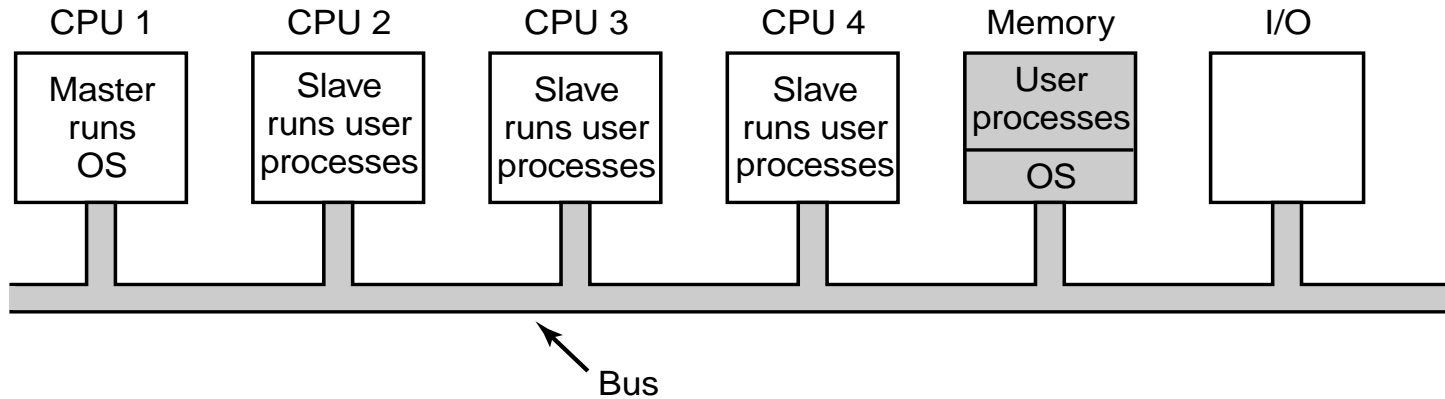 CPU 1
Master
runs
OS
CPU 2
Slave
runs user
processes
CPU 3
Slave
runs user
processes
CPU 4
Slave
runs user
processes
Memory
User
processes
OS
I/O
Bus